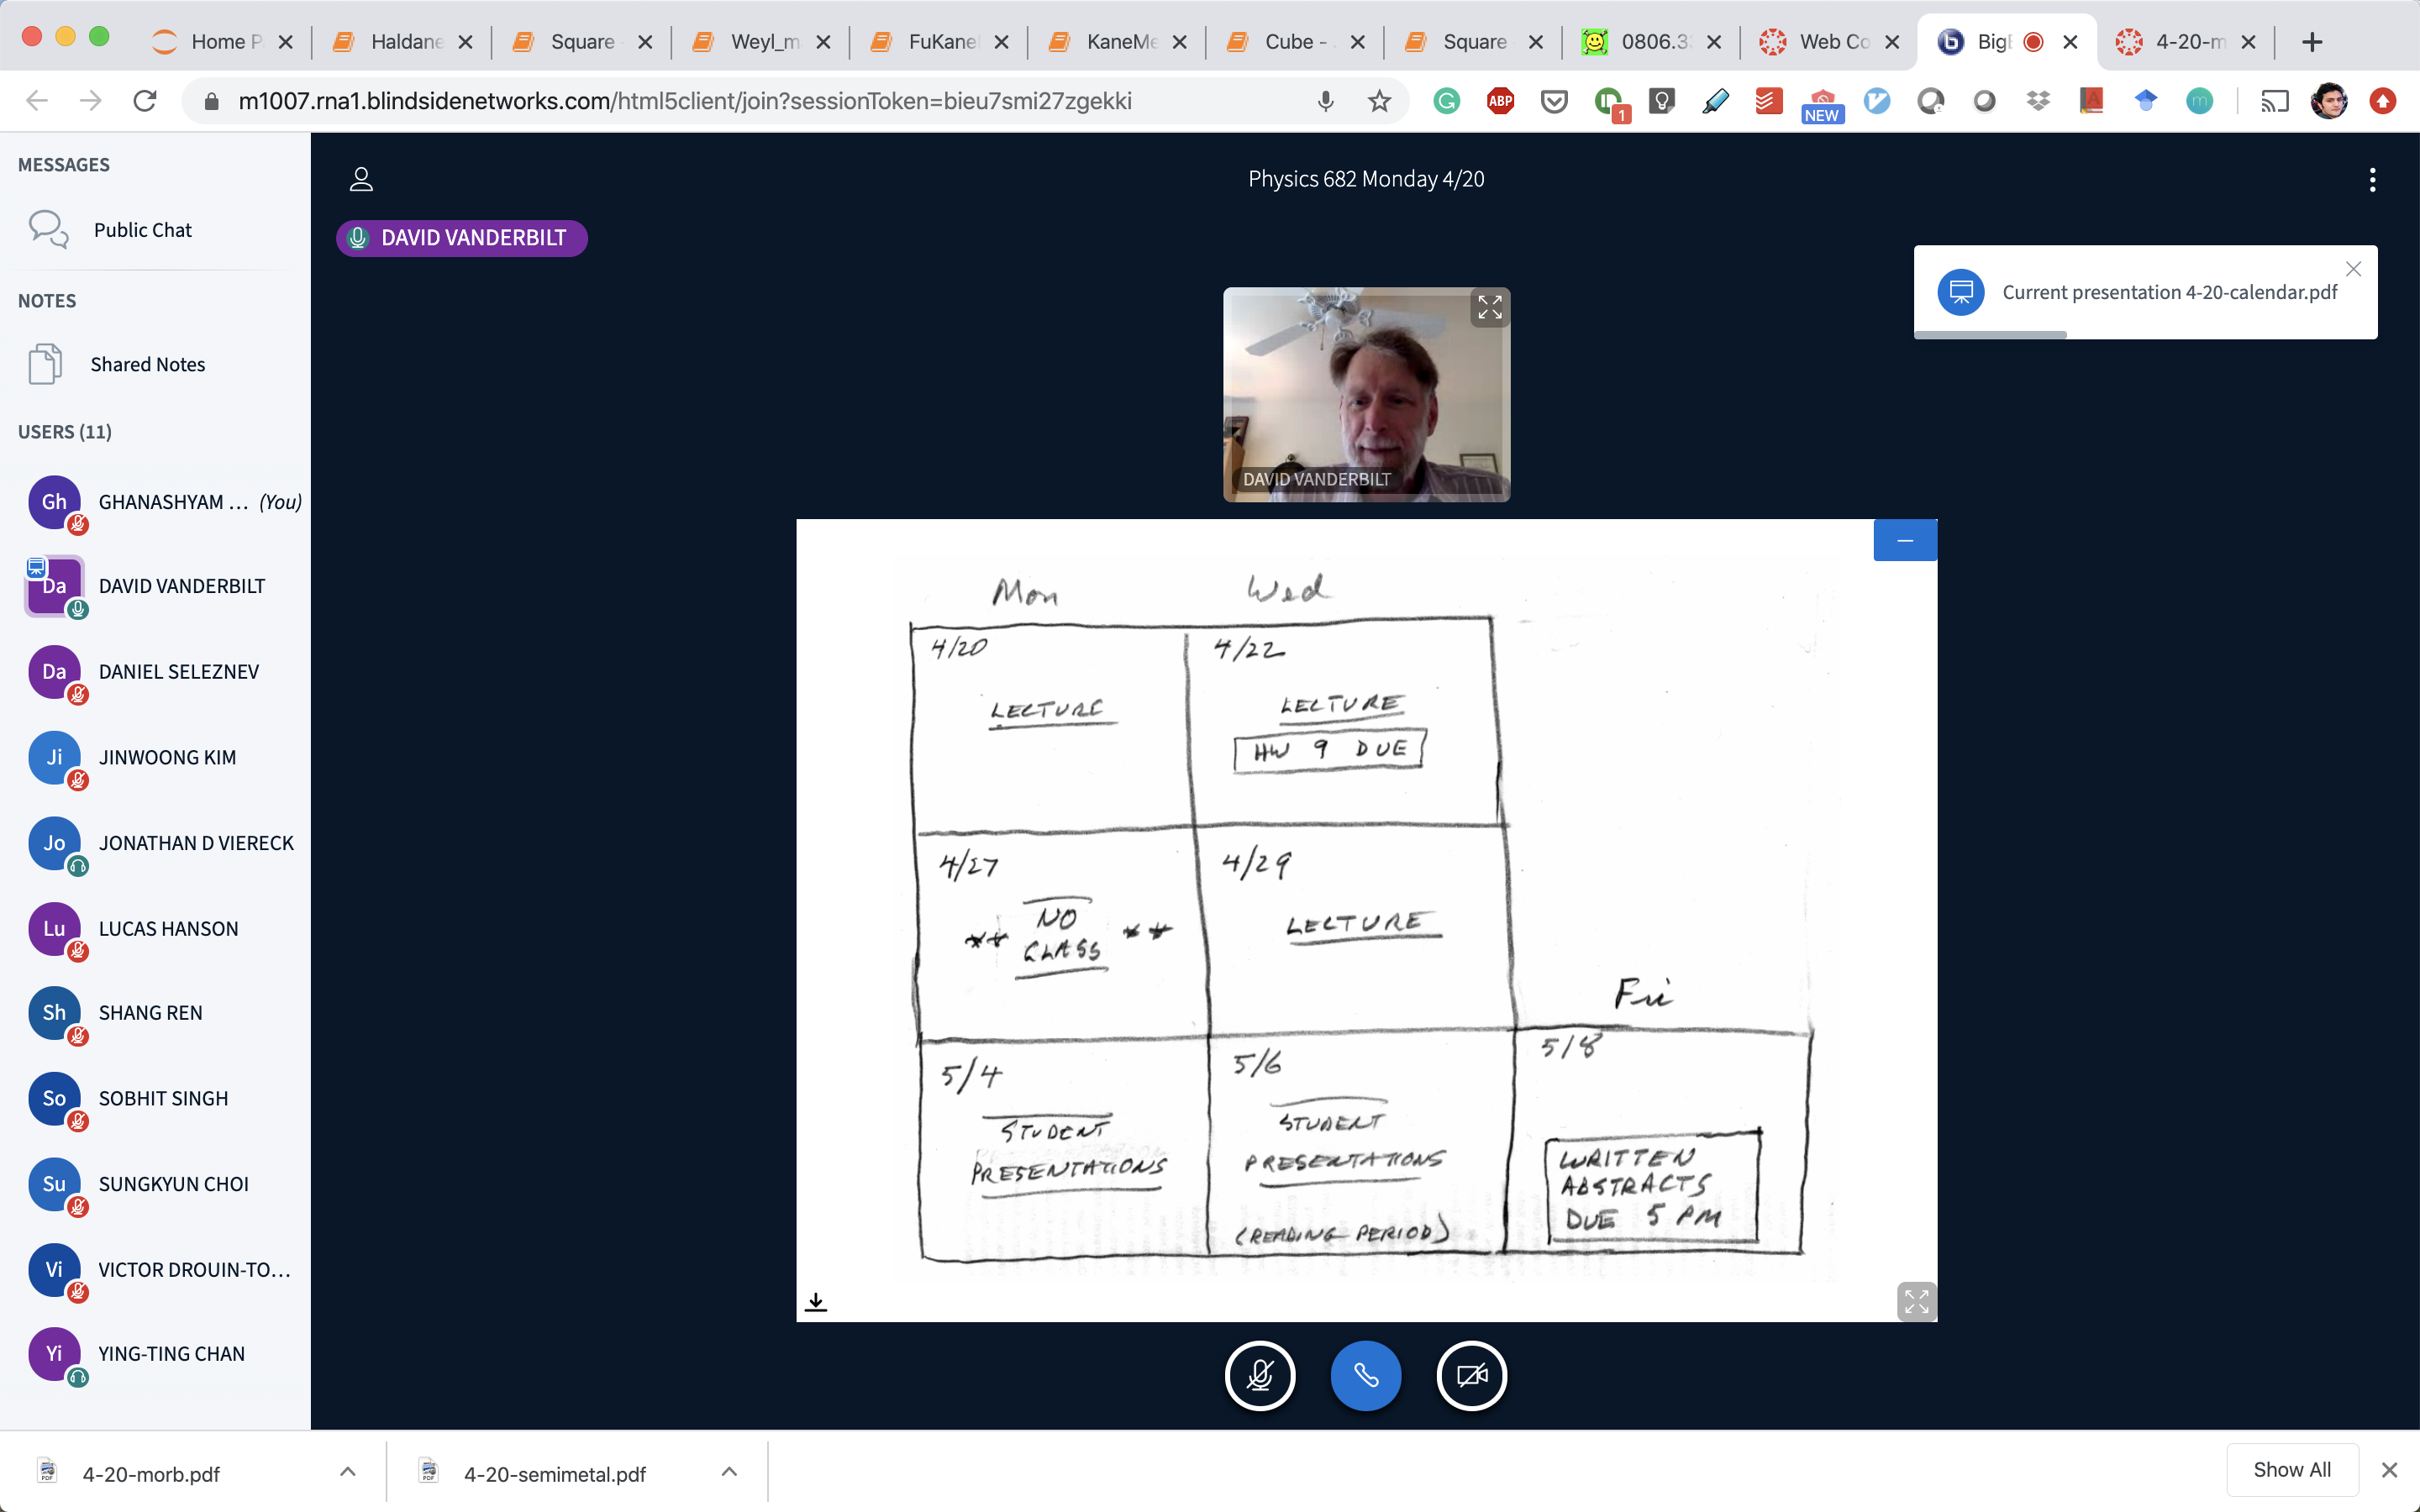 Home P
Haldane
Square -
Weyl_m
FuKane
KaneMe
Cube -
Square
0806.3
Web Co
Big
4-20-m
m1007.rna1.blindsidenetworks.com/html5client/join?sessionToken=bieu7smi27zgekki
ABP
1
NEW
MESSAGES
Public Chat
NOTES
Shared Notes
USERS (11)
Gh GHANASHYAM ... (You)
Da DAVID VANDERBILT
Da DANIEL SELEZNEV
Ji JINWOONG KIM
Jo JONATHAN D VIERECK
Lu LUCAS HANSON
Sh SHANG REN
So SOBHIT SINGH
Su SUNGKYUN CHOI
Vi VICTOR DROUIN-TO...
Yi YING-TING CHAN
Physics 682 Monday 4/20
DAVID VANDERBILT
Current presentation 4-20-calendar.pdf
DAVID VANDERBILT
Mon Wed
4/20 4/22
LECTURE LECTURE
HW 9 DUE
4/27 4/29
** NO CLASS ** LECTURE
Fri
5/4 5/6 5/8
STUDENT STUDENT
PRESENTATIONS PRESENTATIONS
(READING PERIOD)
WRITTEN
ABSTRACTS
DUE 5 PM
4-20-morb.pdf
4-20-semimetal.pdf
Show All